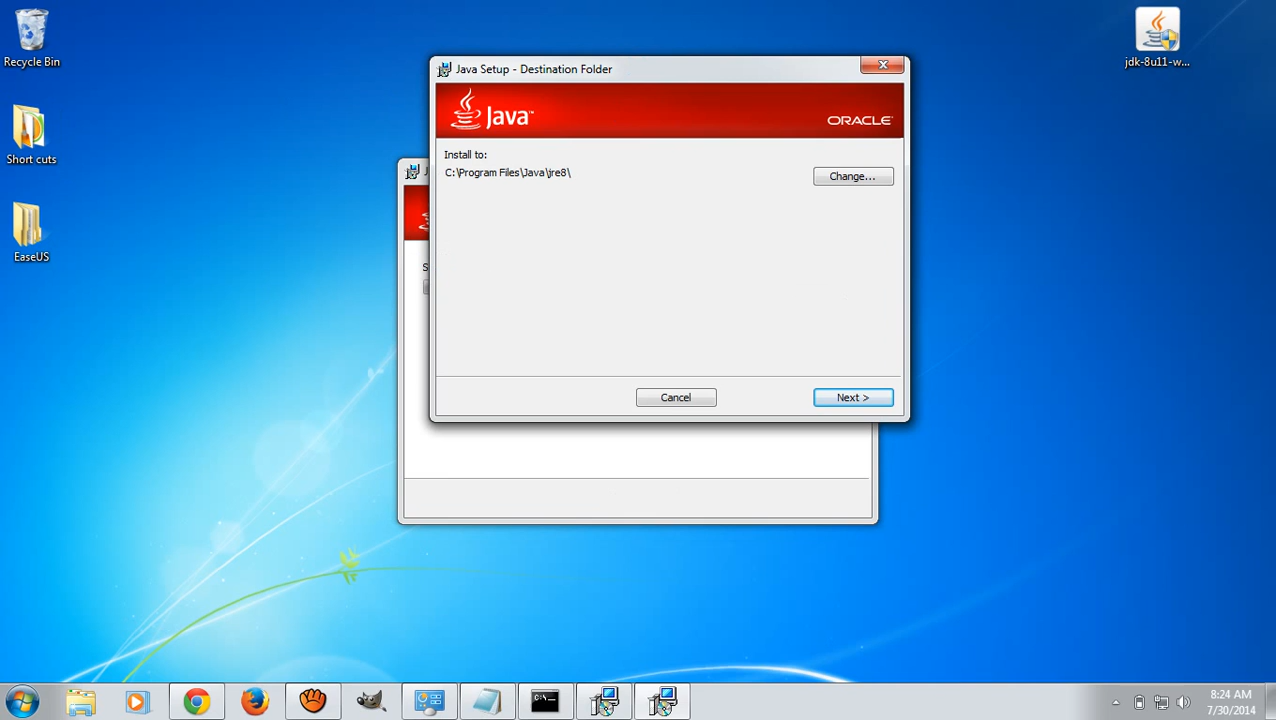 Recycle Bin
Short cuts
EaseUS
jdk-8u11-w...
Java Setup - Destination Folder
Java™
ORACLE
Install to:
C:\Program Files\Java\jre8\
Change...
Cancel
Next >
J
S
C:\
8:24 AM
7/30/2014